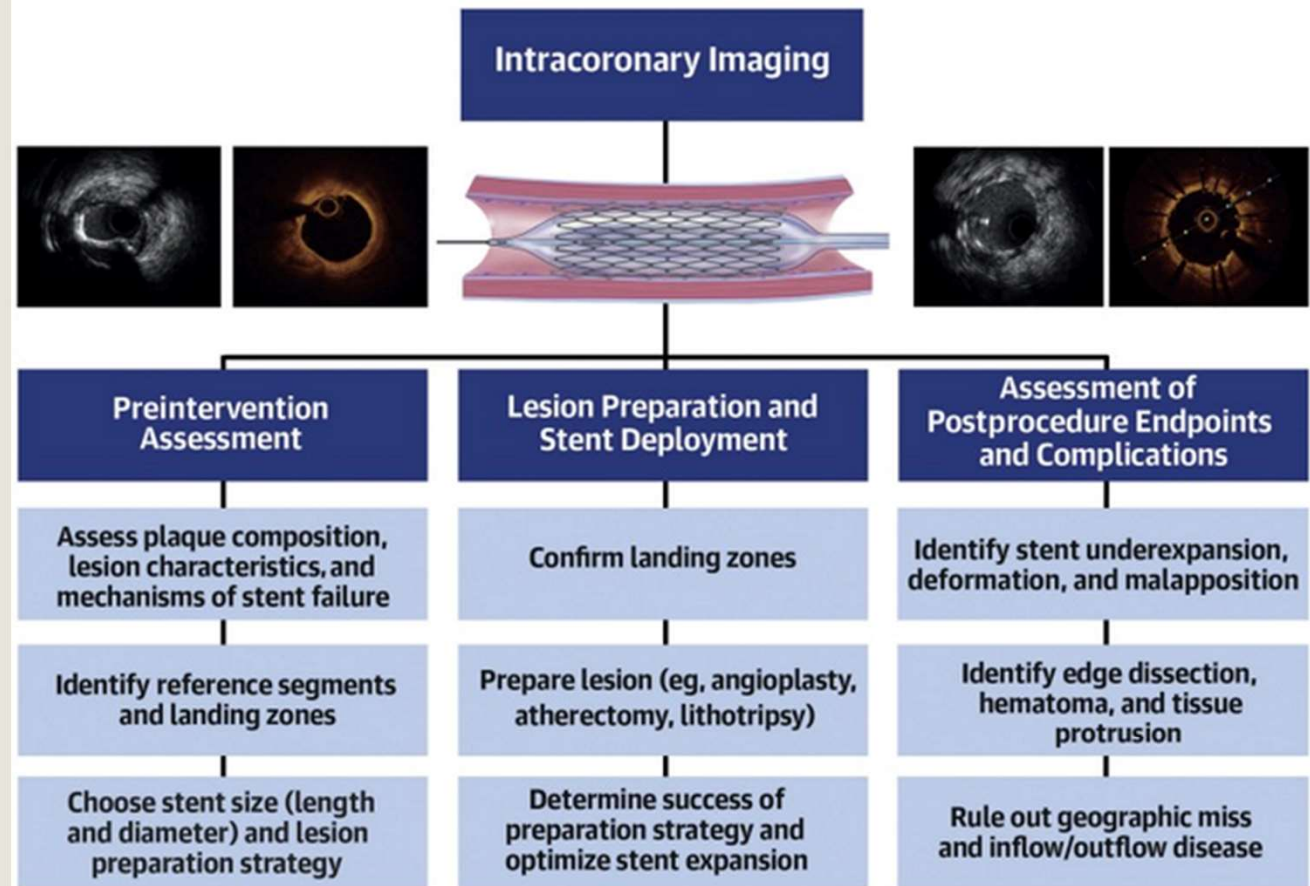 Intracoronary Imaging
Preintervention
Assessment
Assess plaque composition,
lesion characteristics, and
mechanisms of stent failure
Identify reference segments
and landing zones
Choose stent size (length
and diameter) and lesion
preparation strategy
Lesion Preparation and
Stent Deployment
Confirm landing zones
Prepare lesion (eg, angioplasty,
atherectomy, lithotripsy)
Determine success of
preparation strategy and
optimize stent expansion
Assessment of
Postprocedure Endpoints
and Complications
Identify stent underexpansion,
deformation, and malapposition
Identify edge dissection,
hematoma, and tissue
protrusion
Rule out geographic miss
and inflow/outflow disease